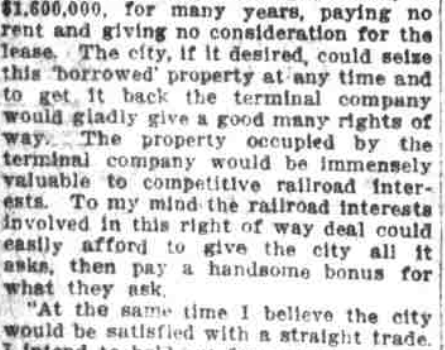 $1,600,000, for many years, paying no
rent and giving no consideration for the
lease. The city, if it desired, could seize
this 'borrowed' property at any time and
to get it back the terminal company
would gladly give a good many rights of
way. The property occupied by the
terminal company would be immensely
valuable to competitive railroad inter-
ests. To my mind the railroad interests
involved in this right of way deal could
easily afford to give the city all it
asks, then pay a handsome bonus for
what they ask.
"At the same time I believe the city
would be satisfied with a straight trade.
I intend to